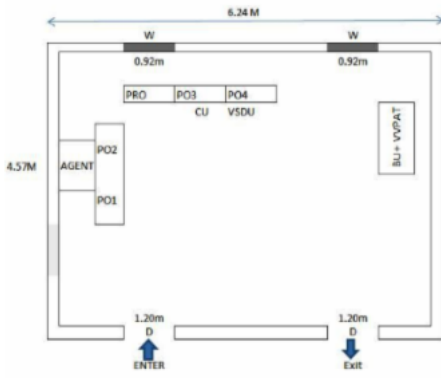 6.24 M
W
W
0.92m
0.92m
PRO
PO3
PO4
CU
VSDU
BU+ VVPAT
PO2
4.57M
AGENT
PO1
1.20m
1.20m
D
D
ENTER
Exit